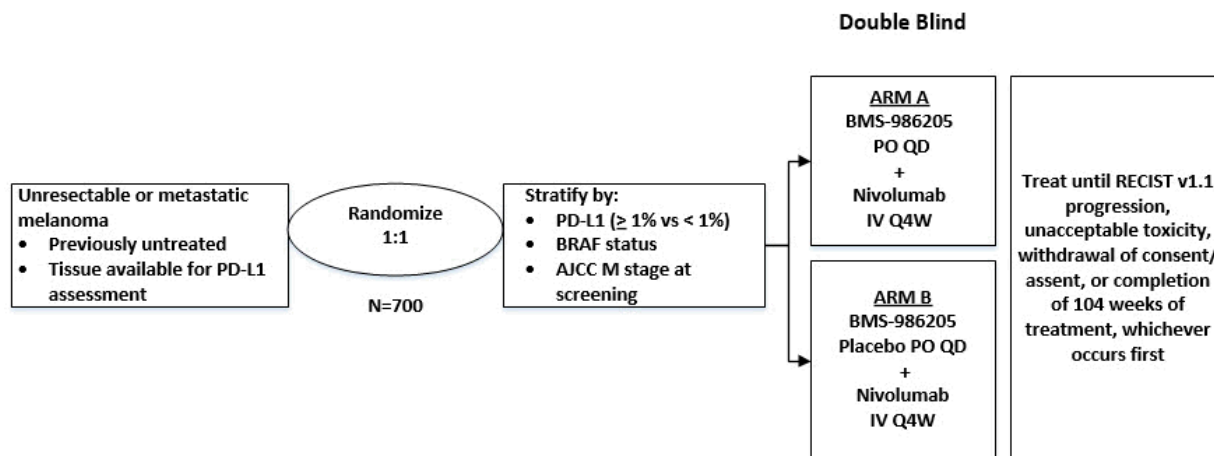 Double Blind
Unresectable or metastatic
melanoma
• Previously untreated
• Tissue available for PD-L1
assessment
Randomize
1:1
N=700
Stratify by:
• PD-L1 (≥ 1% vs < 1%)
• BRAF status
• AJCC M stage at
screening
ARM A
BMS-986205
PO QD
+
Nivolumab
IV Q4W
ARM B
BMS-986205
Placebo PO QD
+
Nivolumab
IV Q4W
Treat until RECIST v1.1
progression,
unacceptable toxicity,
withdrawal of consent/
assent, or completion
of 104 weeks of
treatment, whichever
occurs first